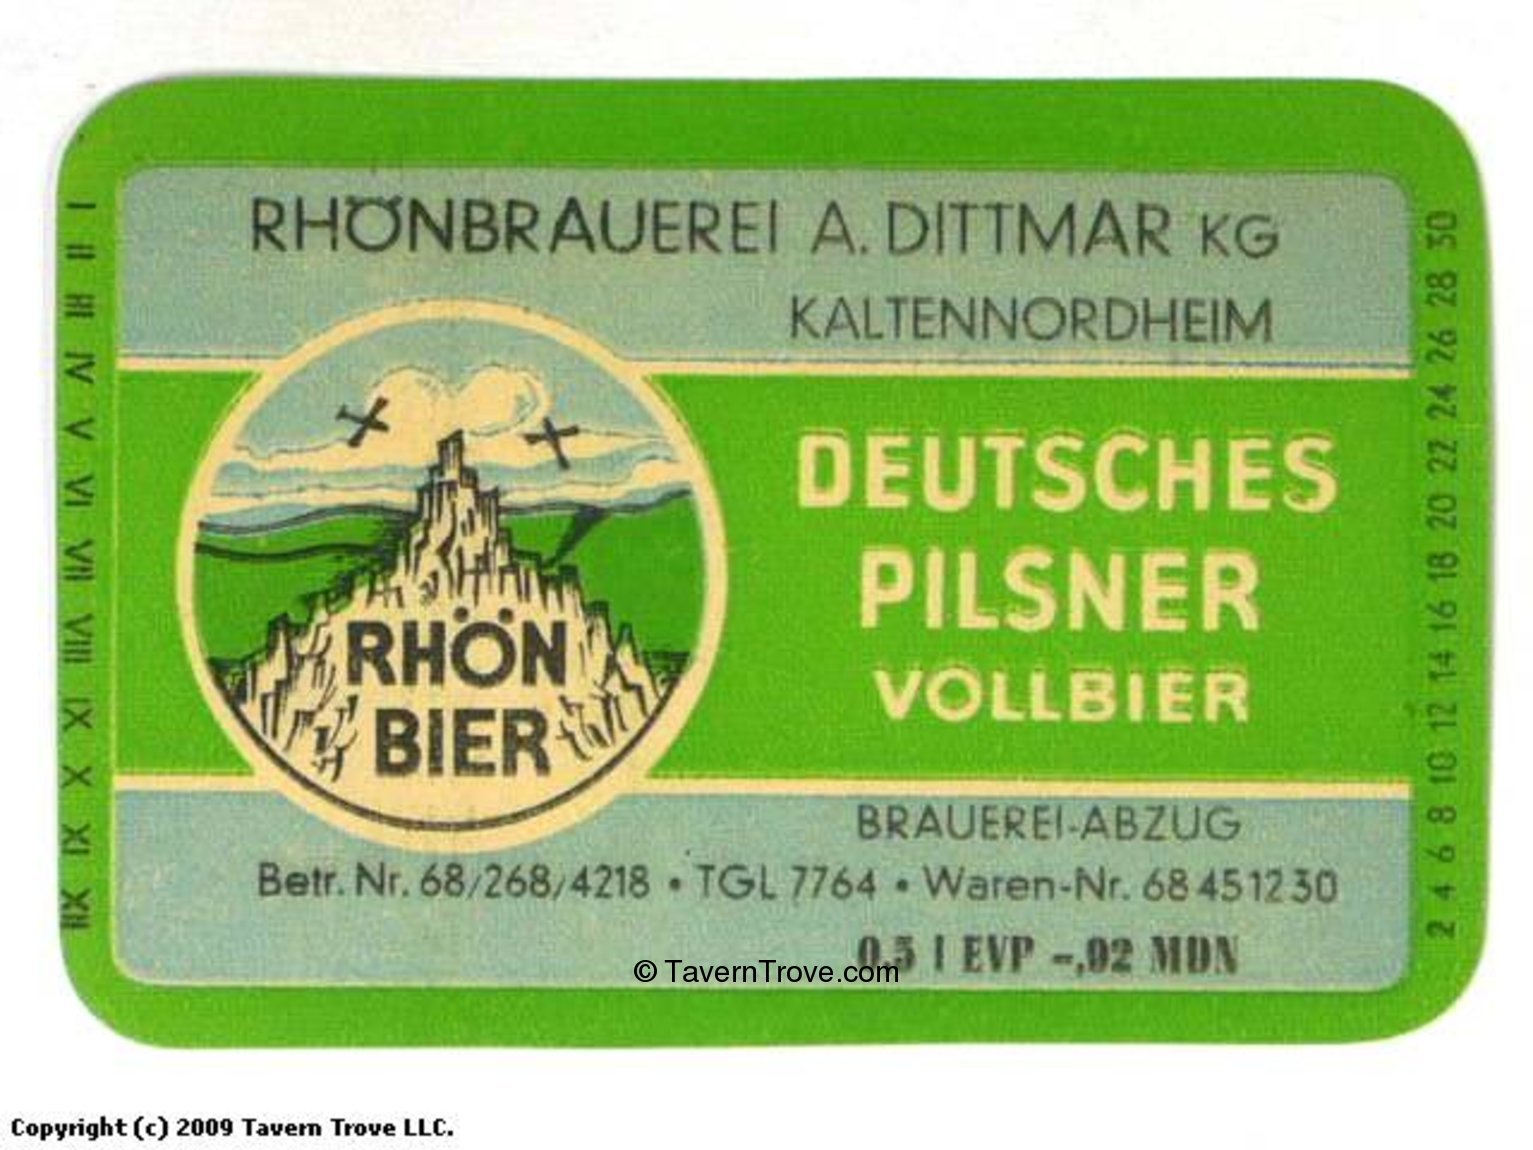 RHÖNBRAUEREI A. DITTMAR KG
KALTENNORDHEIM
RHÖN
BIER
DEUTSCHES
PILSNER
VOLLBIER
BRAUEREI-ABZUG
Betr. Nr. 68/268/4218 • TGL 7764 • Waren-Nr. 68 45 12 30
0,5 l EVP -,92 MDN
I II III IV V VI VII VIII IX X XI XII
2 4 6 8 10 12 14 16 18 20 22 24 26 28 30
© TavernTrove.com
Copyright (c) 2009 Tavern Trove LLC.